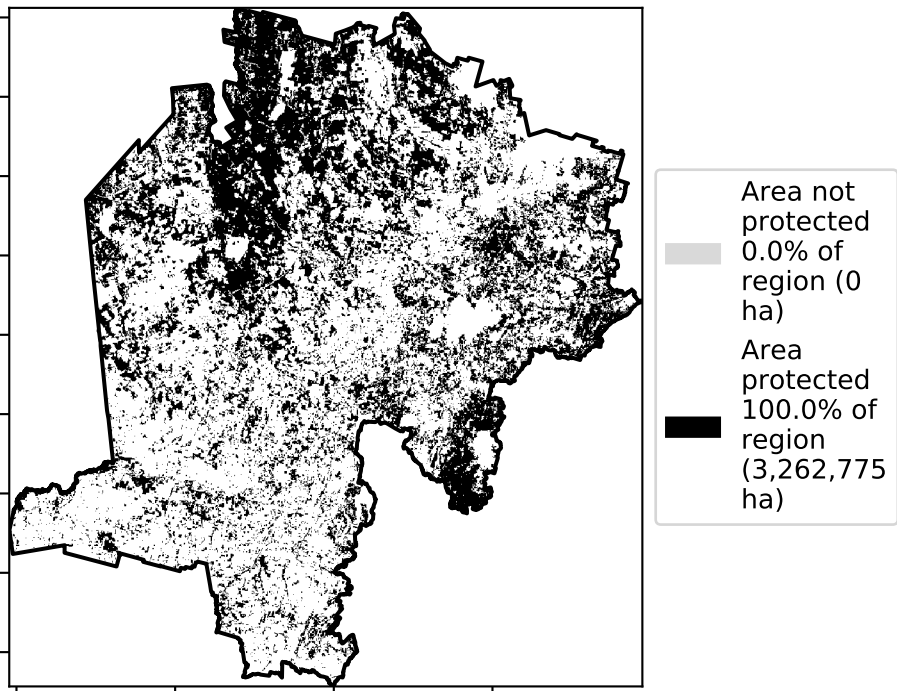 Area not
protected
0.0% of
region (0
ha)
Area
protected
100.0% of
region
(3,262,775
ha)